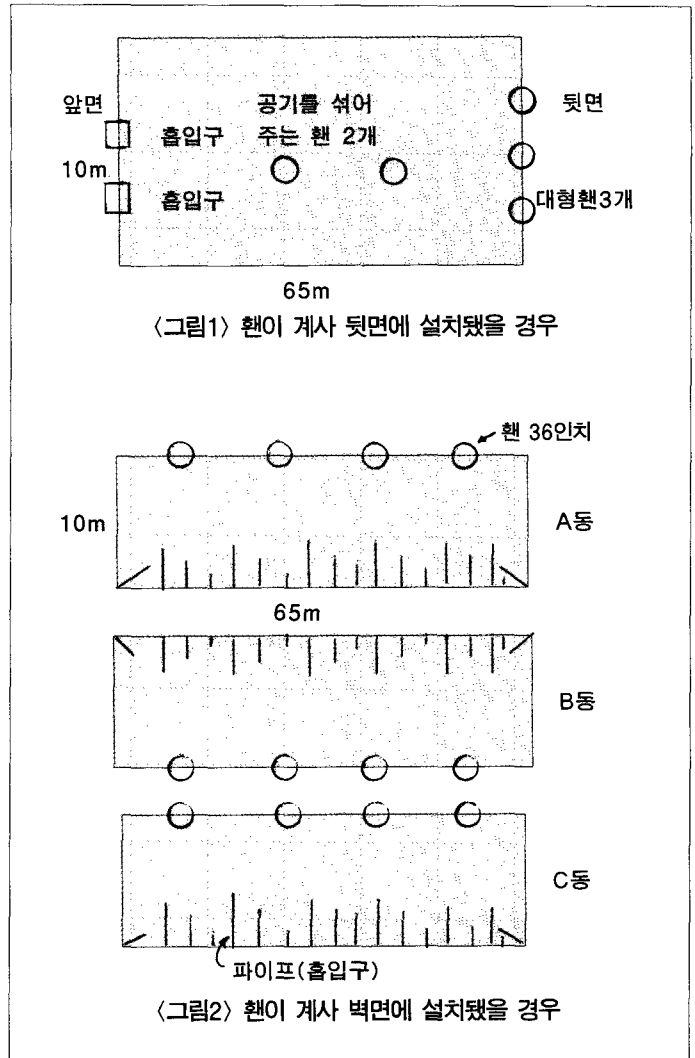 앞면
공기를 섞어
뒷면
흡입구
주는 홴 2개
10m
흡입구
대형홴3개
65m
〈그림1〉 홴이 계사 뒷면에 설치됐을 경우
홴 36인치
10m
A동
65m
B동
C동
파이프(흡입구)
〈그림2〉 홴이 계사 벽면에 설치됐을 경우